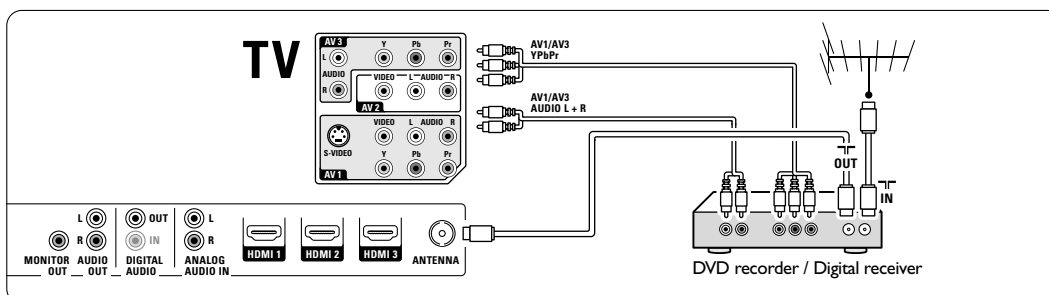 TV
AV 3
Y Pb Pr
L
AUDIO
R
VIDEO L AUDIO R
AV 2
VIDEO L AUDIO R
S-VIDEO
Y Pb Pr
AV 1
AV1/AV3
YPbPr
AV1/AV3
AUDIO L + R
OUT
IN
L OUT L
R IN R
MONITOR OUT
AUDIO OUT
DIGITAL AUDIO
ANALOG AUDIO IN
HDMI 1
HDMI 2
HDMI 3
ANTENNA
DVD recorder / Digital receiver